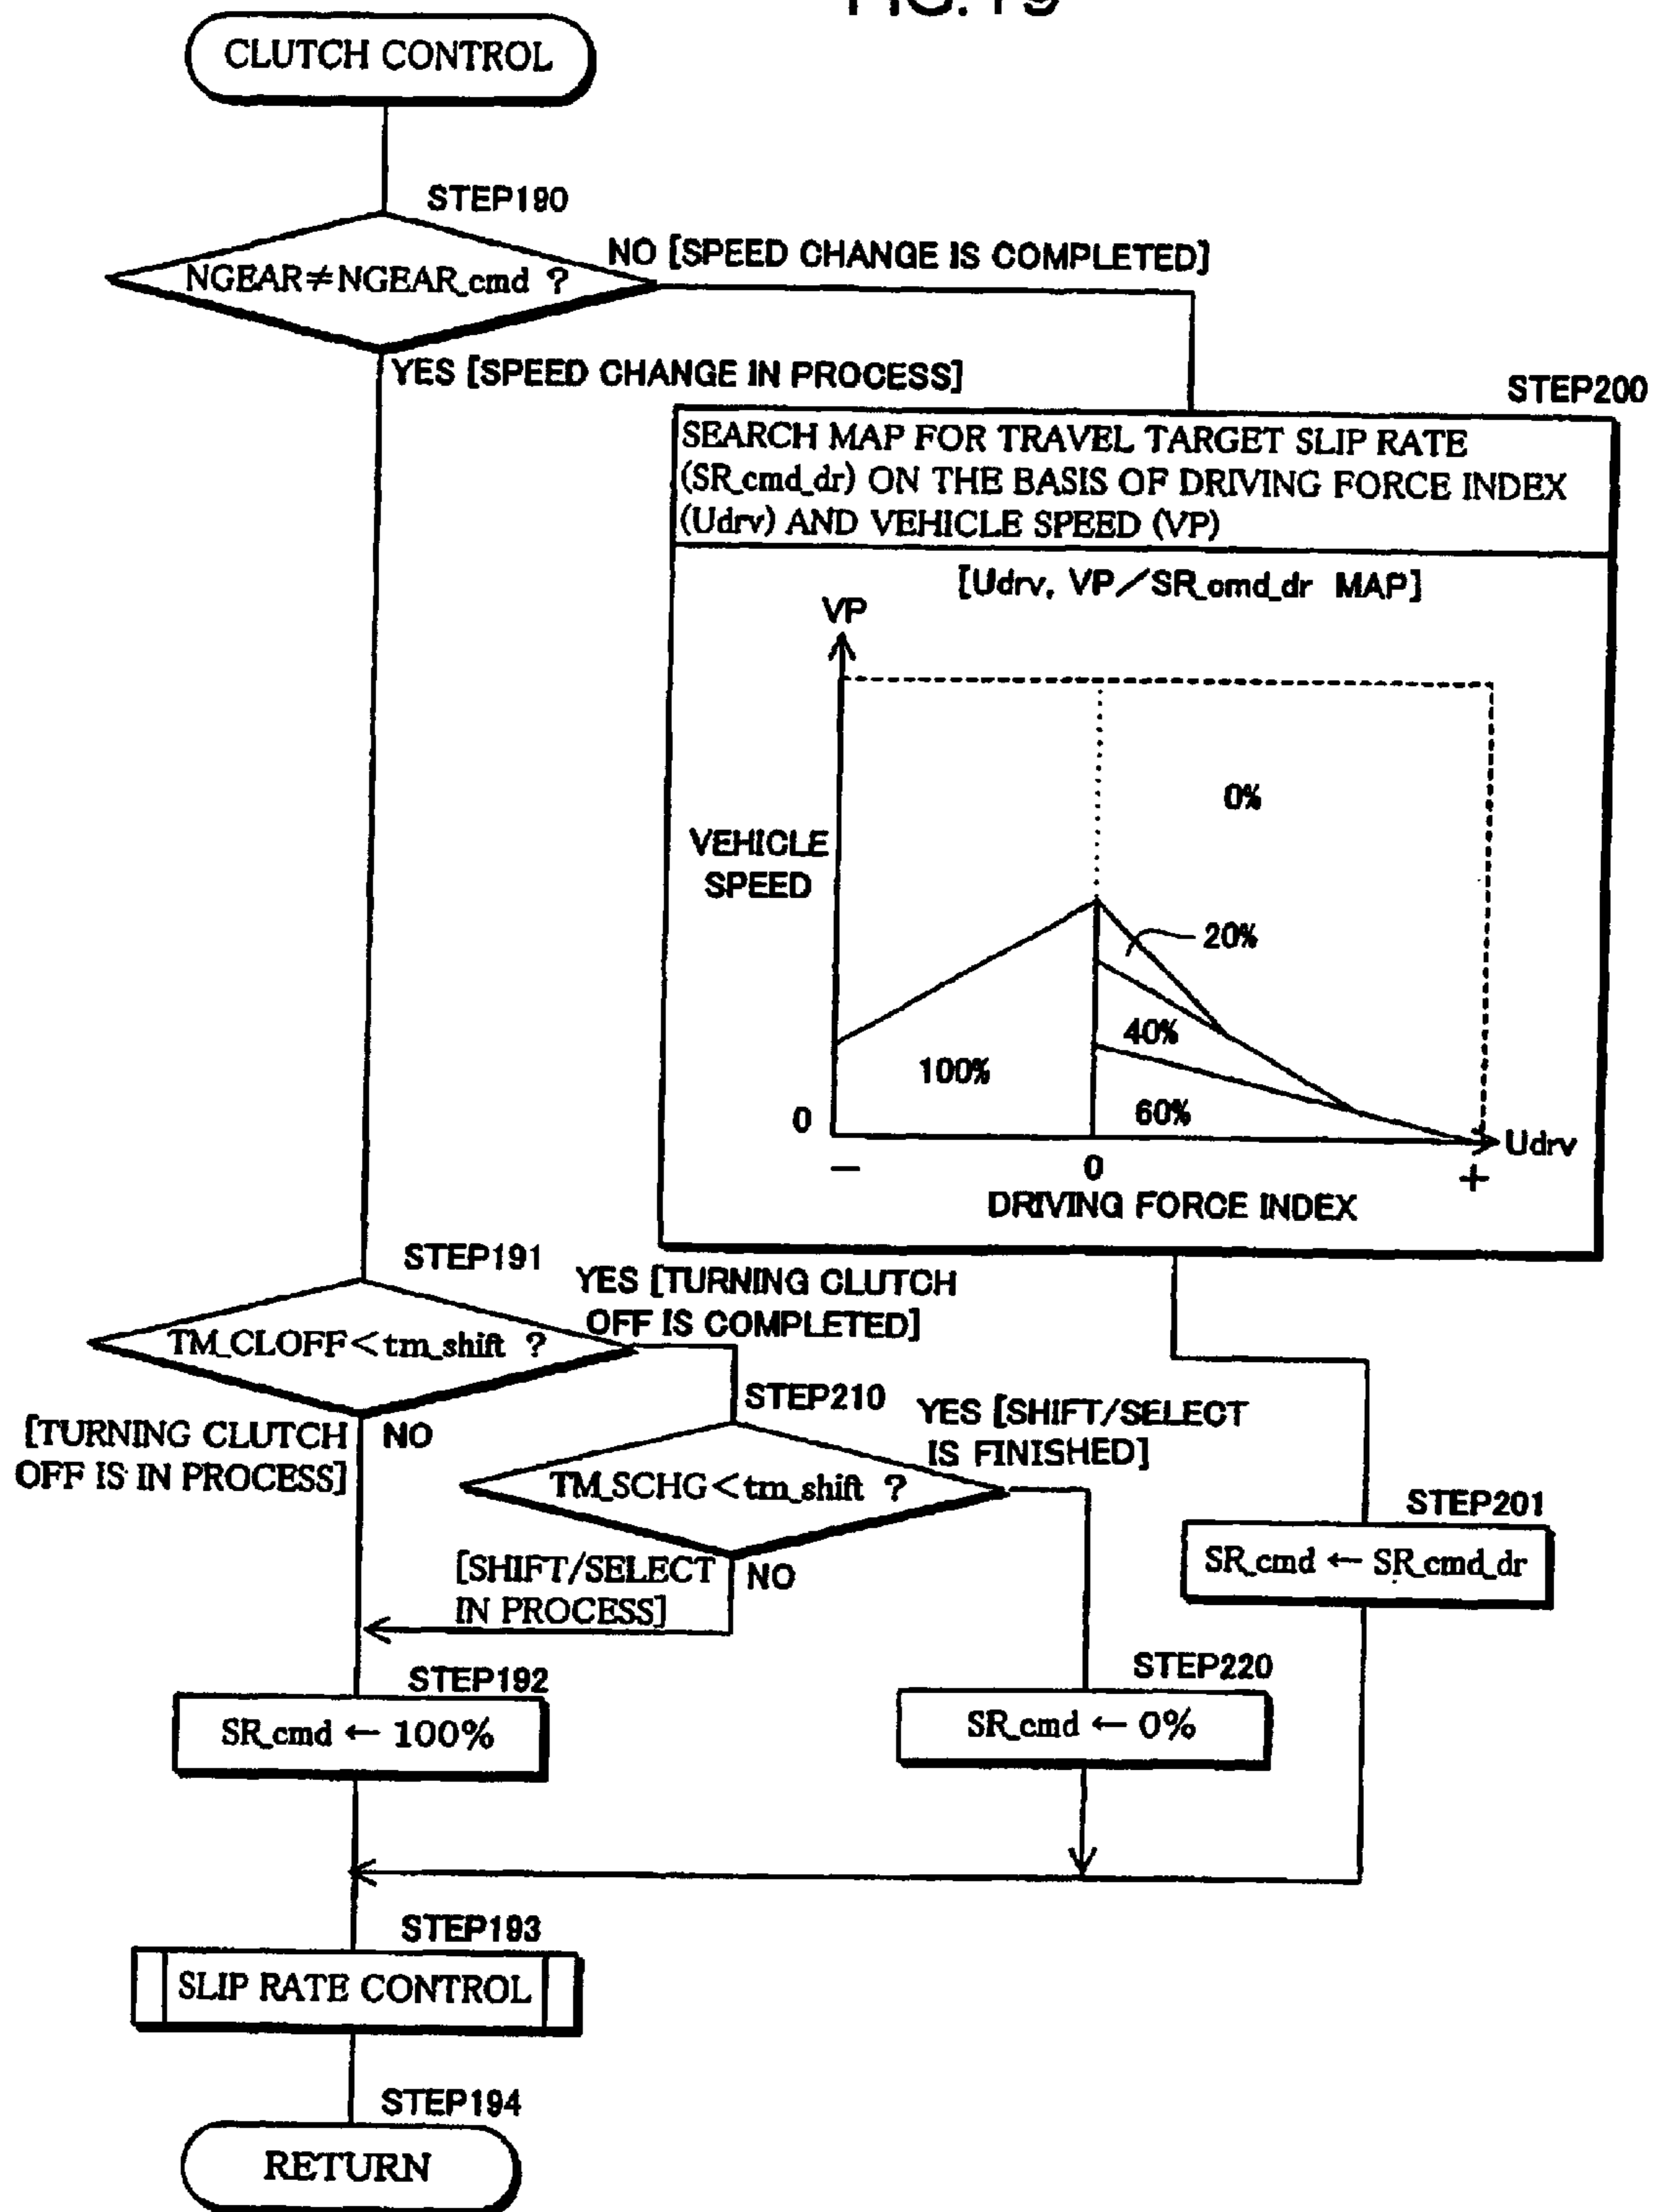 FIG. 19
CLUTCH CONTROL
STEP190
NGEAR≠NGEAR_cmd ?
NO [SPEED CHANGE IS COMPLETED]
YES [SPEED CHANGE IN PROCESS]
STEP200
SEARCH MAP FOR TRAVEL TARGET SLIP RATE
(SR_cmd_dr) ON THE BASIS OF DRIVING FORCE INDEX
(Udrv) AND VEHICLE SPEED (VP)
[Udrv, VP/SR_omd_dr MAP]
VP
0%
VEHICLE
SPEED
20%
40%
100%
60%
0
Udrv
−
0
+
DRIVING FORCE INDEX
STEP191
YES [TURNING CLUTCH
OFF IS COMPLETED]
TM_CLOFF<tm_shift ?
STEP210
YES [SHIFT/SELECT
IS FINISHED]
[TURNING CLUTCH
OFF IS IN PROCESS]
NO
TM_SCHG<tm_shift ?
STEP201
SR_cmd ← SR_cmd_dr
[SHIFT/SELECT
IN PROCESS]
NO
STEP192
SR_cmd ← 100%
STEP220
SR_cmd ← 0%
STEP193
SLIP RATE CONTROL
STEP194
RETURN